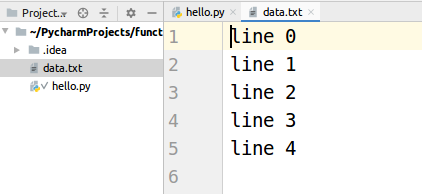 Project
~/PycharmProjects/funct
.idea
data.txt
hello.py
hello.py
data.txt
1 line 0
2 line 1
3 line 2
4 line 3
5 line 4
6